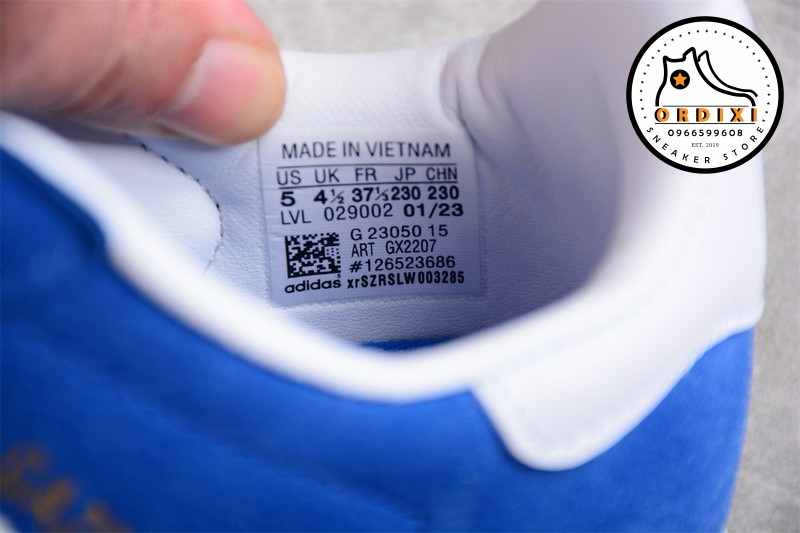 MADE IN VIETNAM
US UK FR JP CHN
5 4½ 37⅓ 230 230
LVL 029002 01/23
G 23050 15
ART GX2207
#126523686
adidas xrSZRSLW003285
ORDIXI
0966599608
EST. 2019
SNEAKER STORE